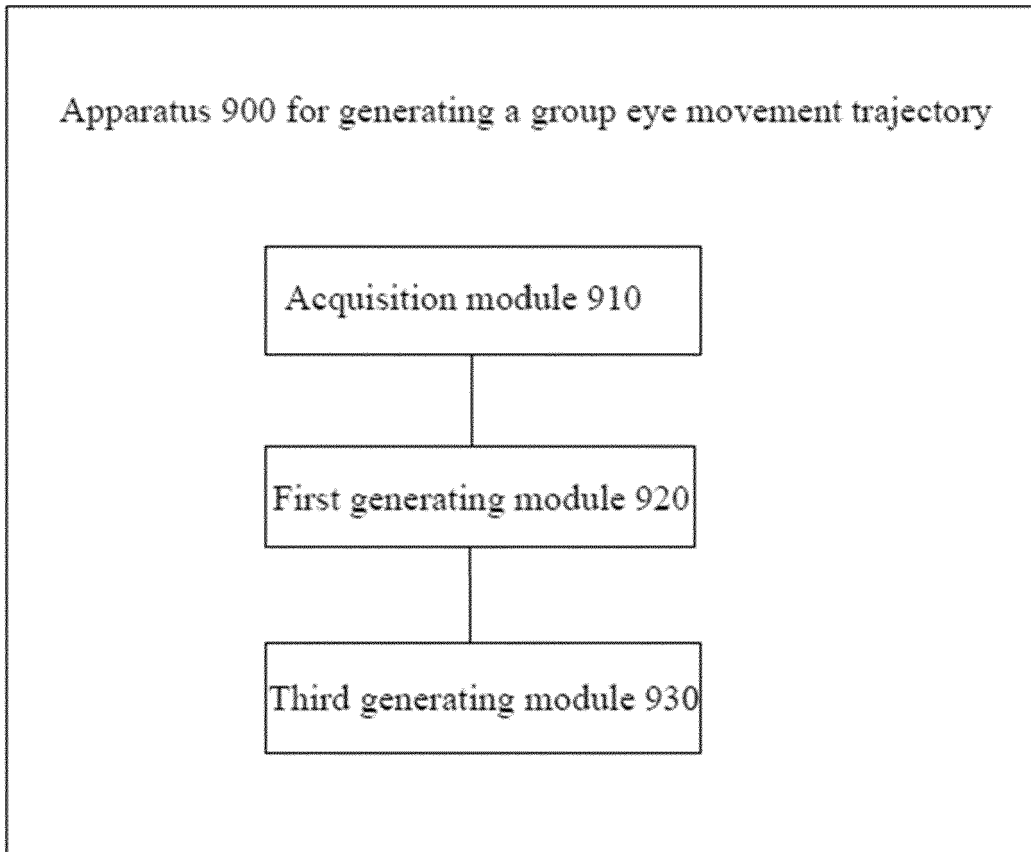 Apparatus 900 for generating a group eye movement trajectory
Acquisition module 910
First generating module 920
Third generating module 930